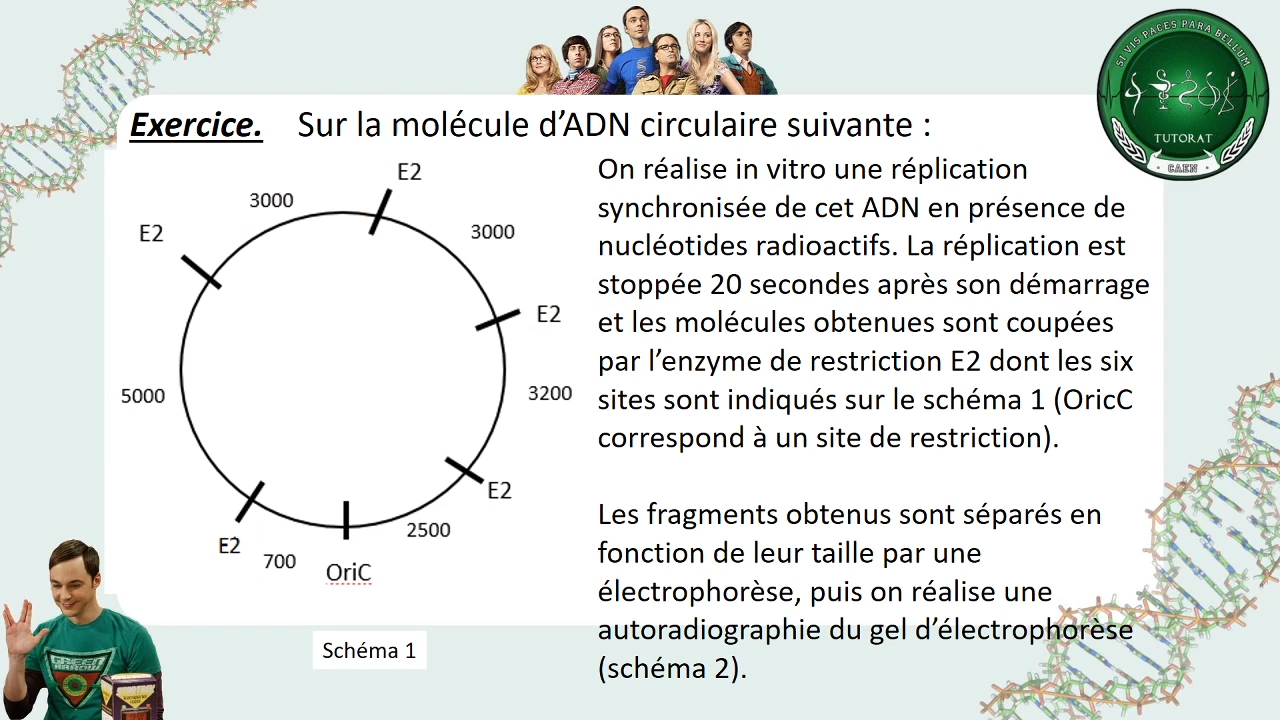 SI VIS PACES PARA BELLUM
TUTORAT
CAEN
Exercice. Sur la molécule d’ADN circulaire suivante :
E2
3000
3000
E2
E2
3200
5000
E2
2500
E2
700
OriC
Schéma 1
On réalise in vitro une réplication
synchronisée de cet ADN en présence de
nucléotides radioactifs. La réplication est
stoppée 20 secondes après son démarrage
et les molécules obtenues sont coupées
par l’enzyme de restriction E2 dont les six
sites sont indiqués sur le schéma 1 (OricC
correspond à un site de restriction).
Les fragments obtenus sont séparés en
fonction de leur taille par une
électrophorèse, puis on réalise une
autoradiographie du gel d’électrophorèse
(schéma 2).